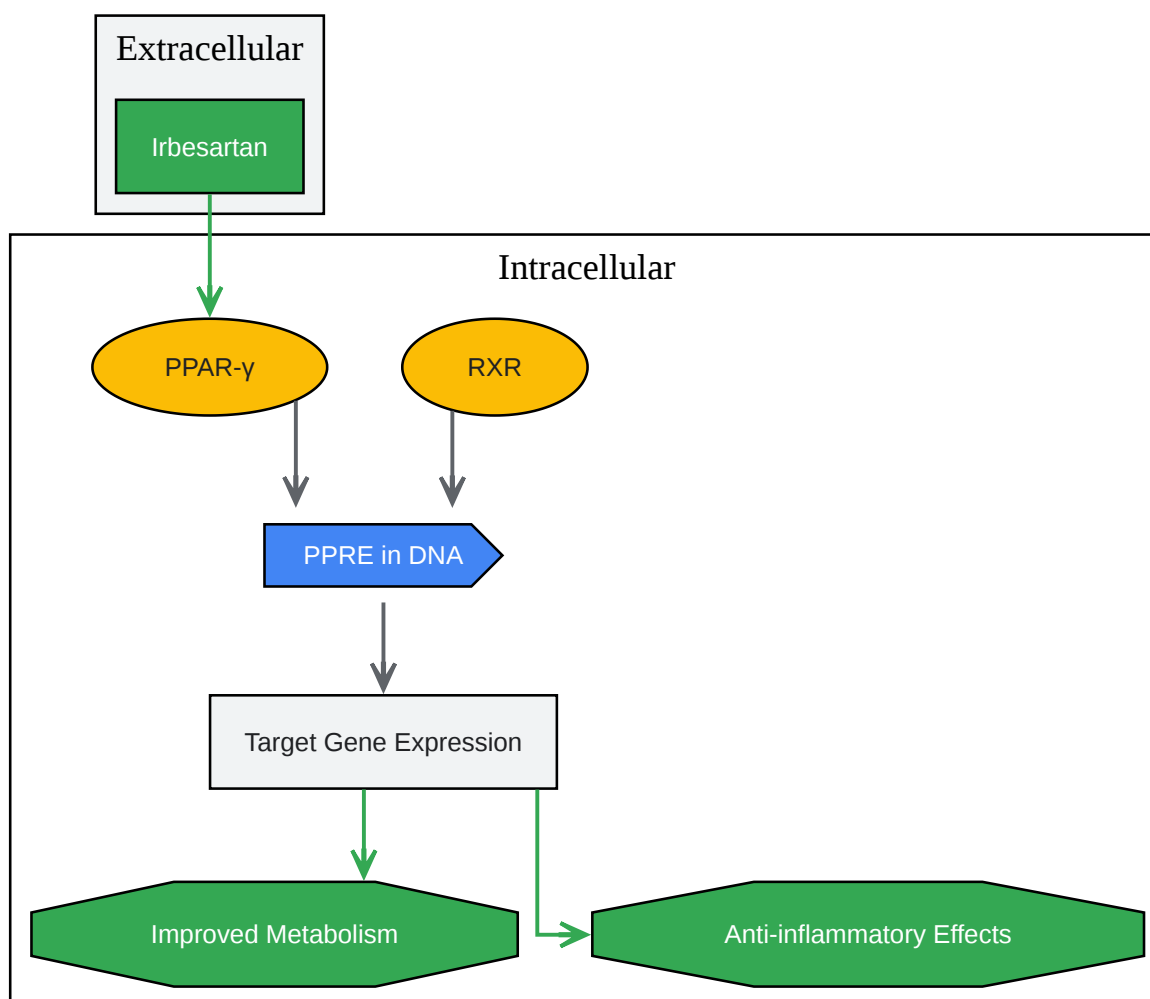 Extracellular
Irbesartan
Intracellular
PPAR-γ
RXR
PPRE in DNA
Target Gene Expression
Improved Metabolism
Anti-inflammatory Effects